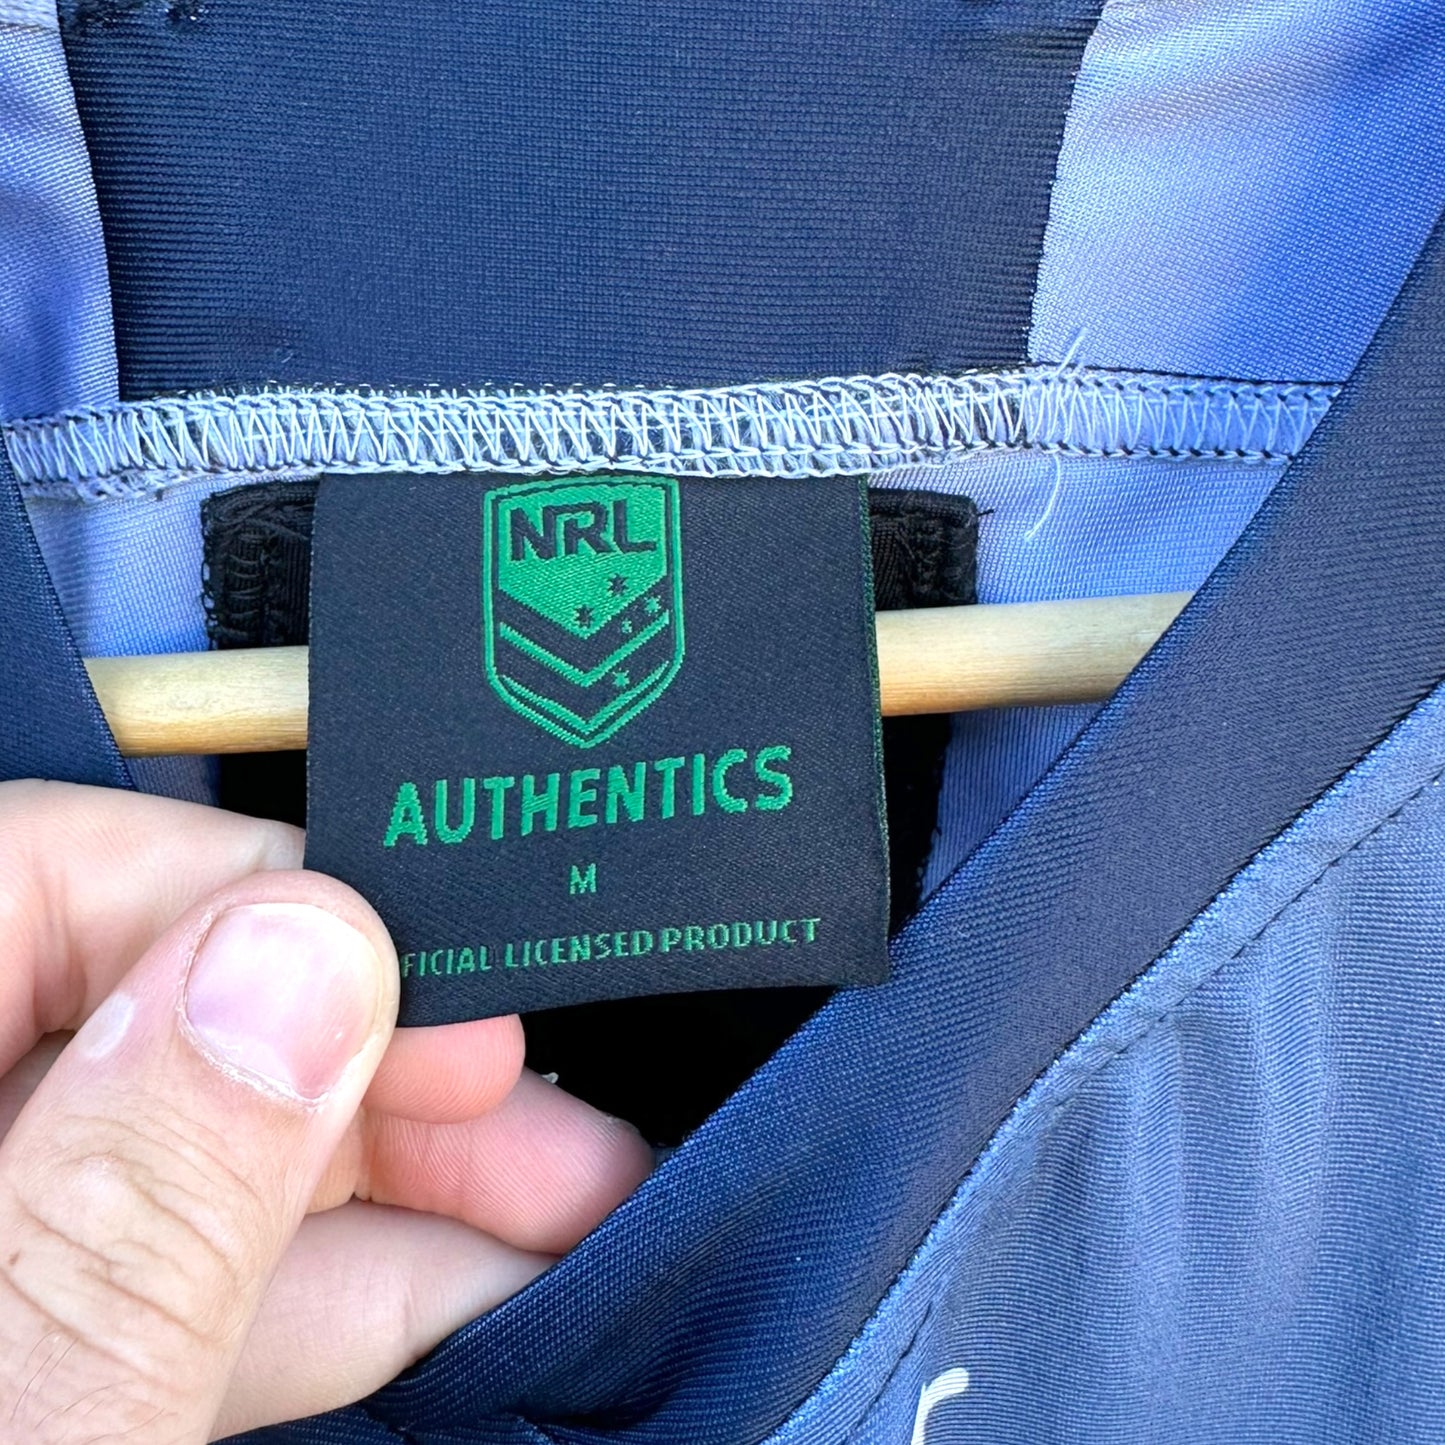 NRL
AUTHENTICS
M
FICIAL LICENSED PRODUCT